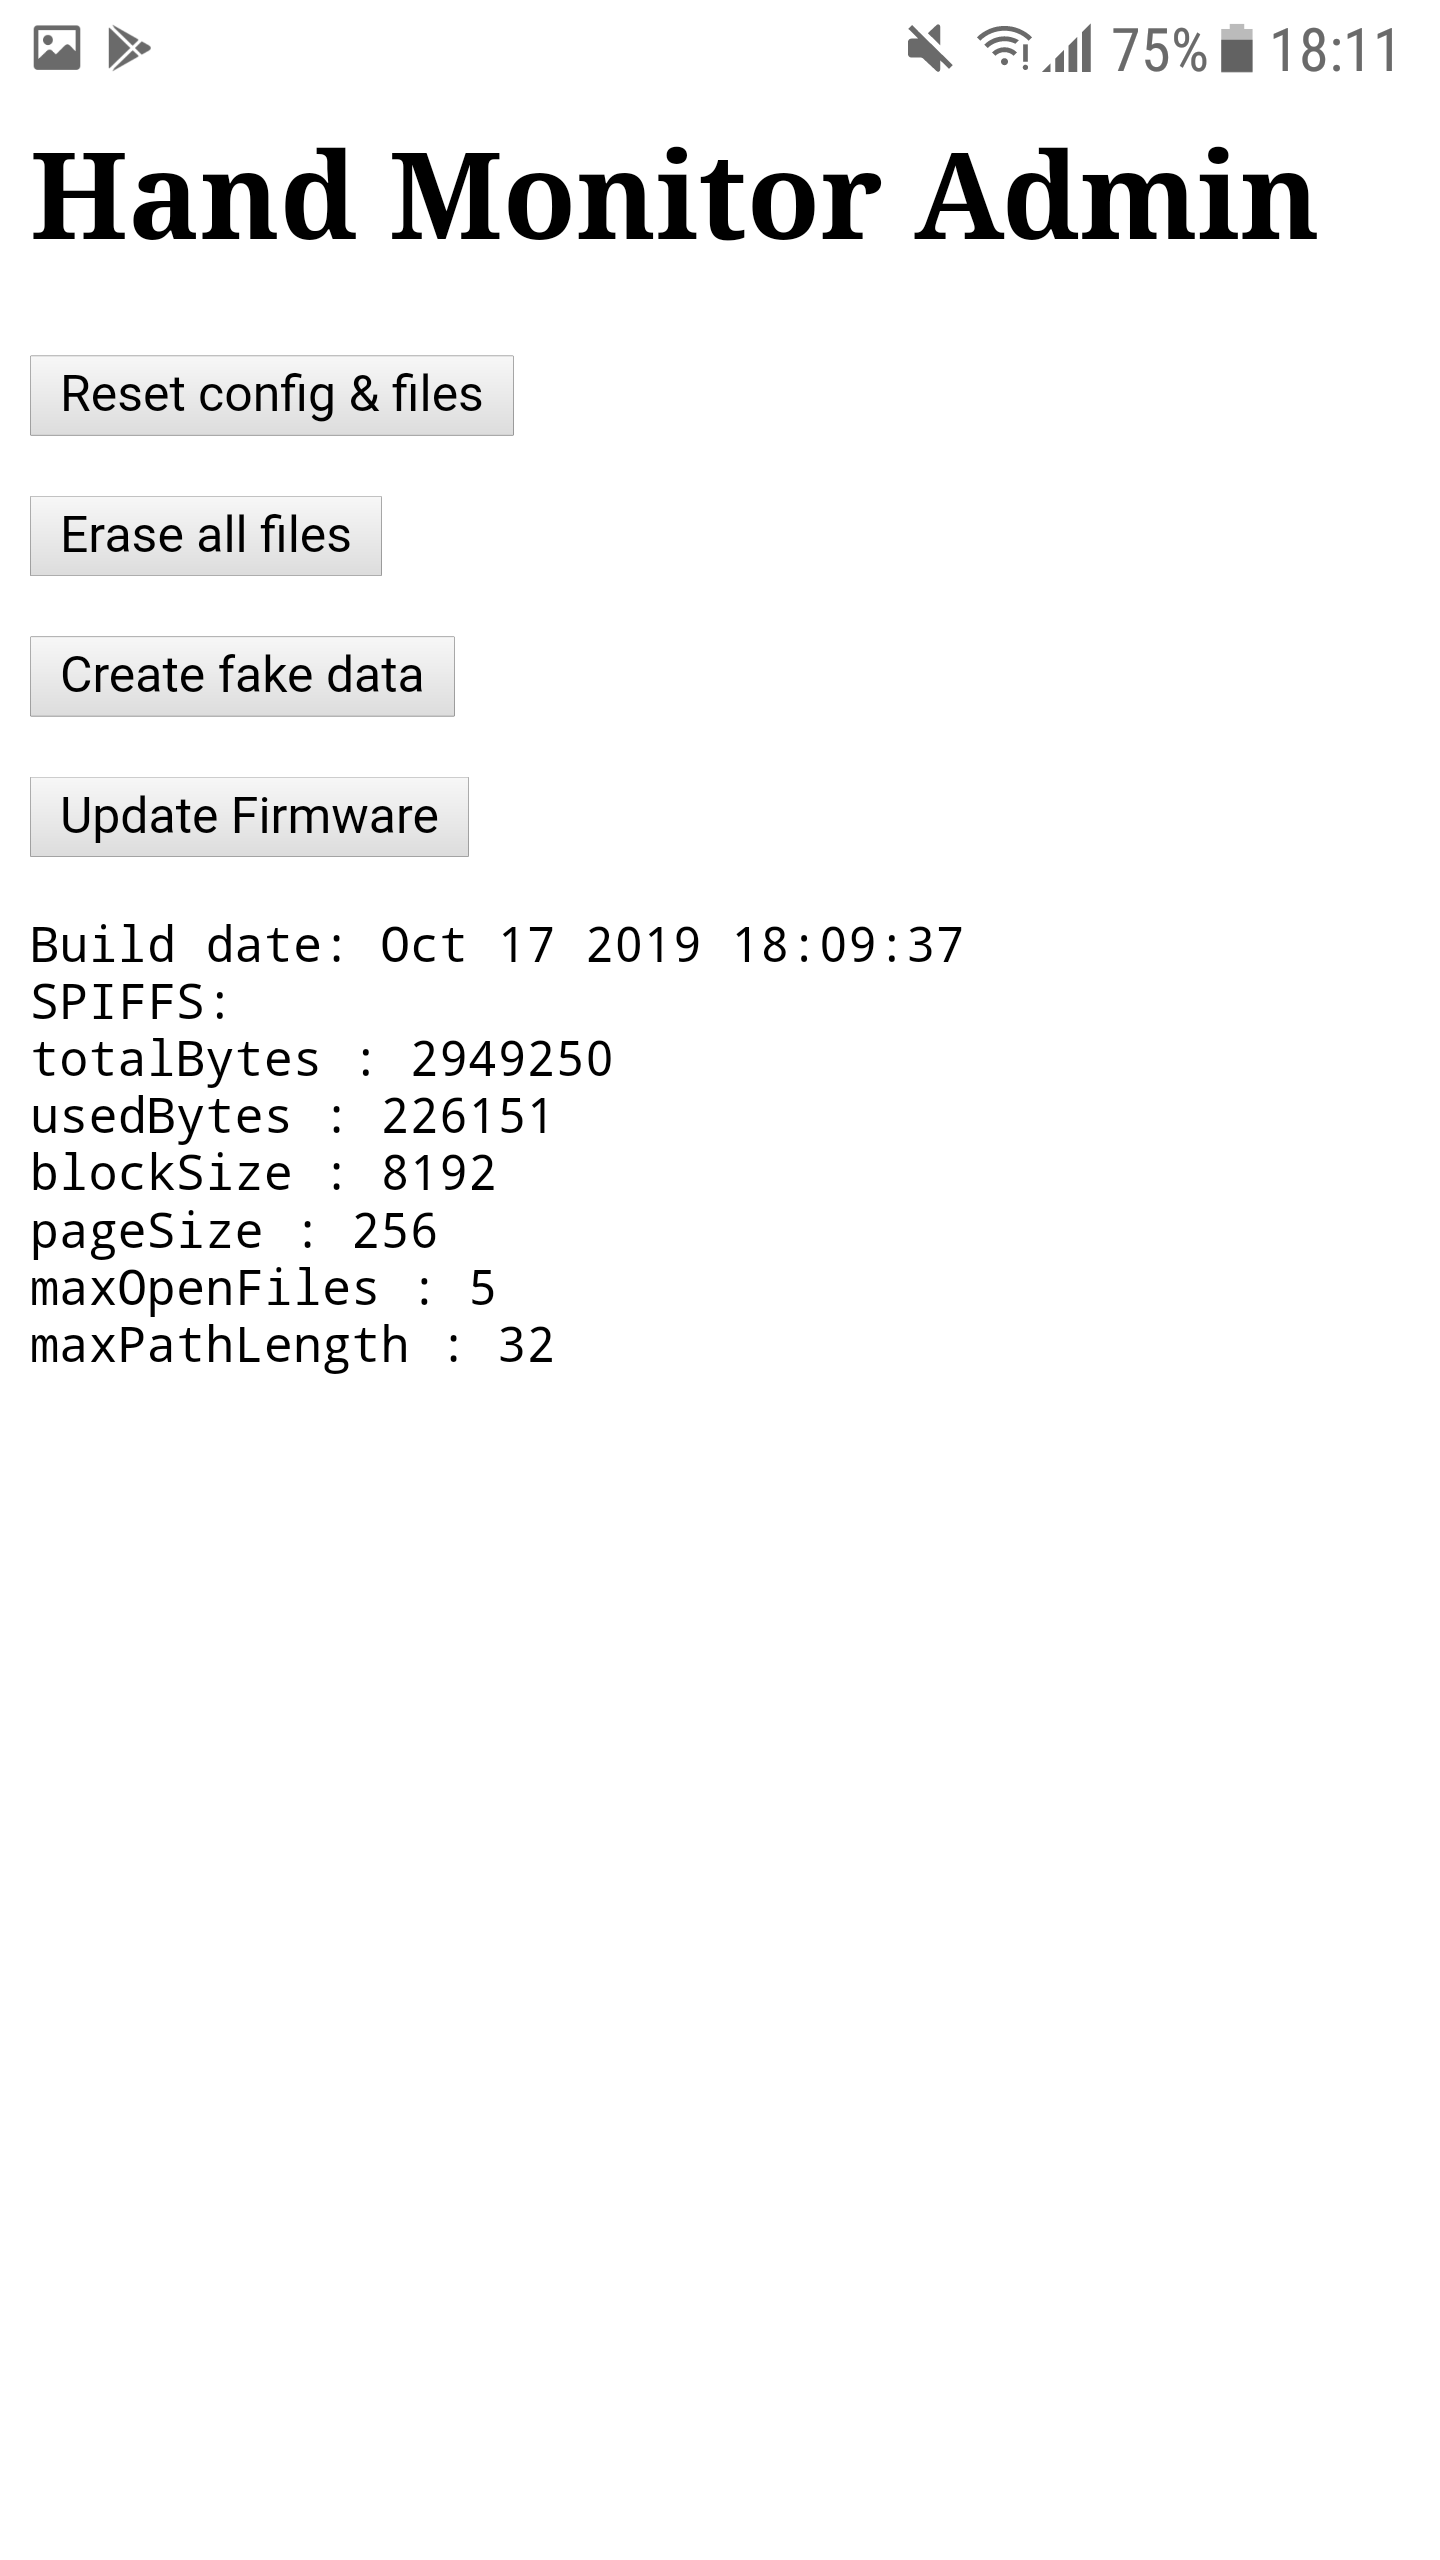 75% 18:11
Hand Monitor Admin
Reset config & files
Erase all files
Create fake data
Update Firmware
Build date: Oct 17 2019 18:09:37
SPIFFS:
totalBytes : 2949250
usedBytes : 226151
blockSize : 8192
pageSize : 256
maxOpenFiles : 5
maxPathLength : 32